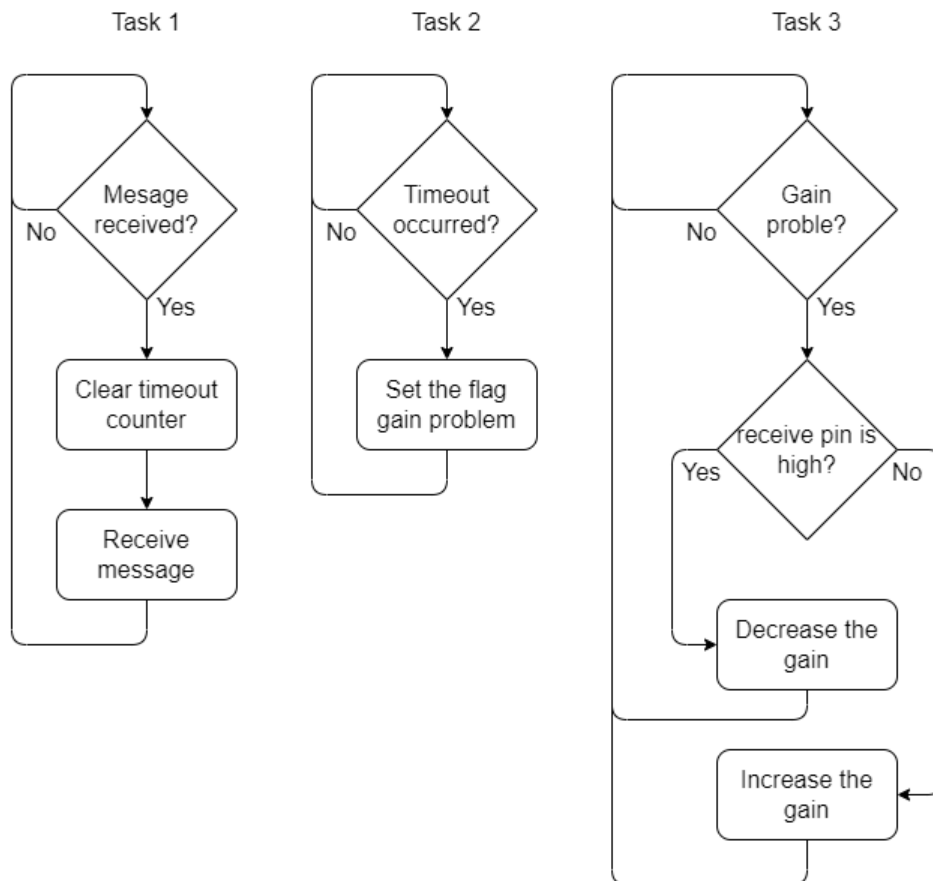 Task 1
Task 2
Task 3
Mesage
received?
No
Yes
Clear timeout
counter
Receive
message
Timeout
occurred?
No
Yes
Set the flag
gain problem
Gain
proble?
No
Yes
receive pin is
high?
Yes
No
Decrease the
gain
Increase the
gain